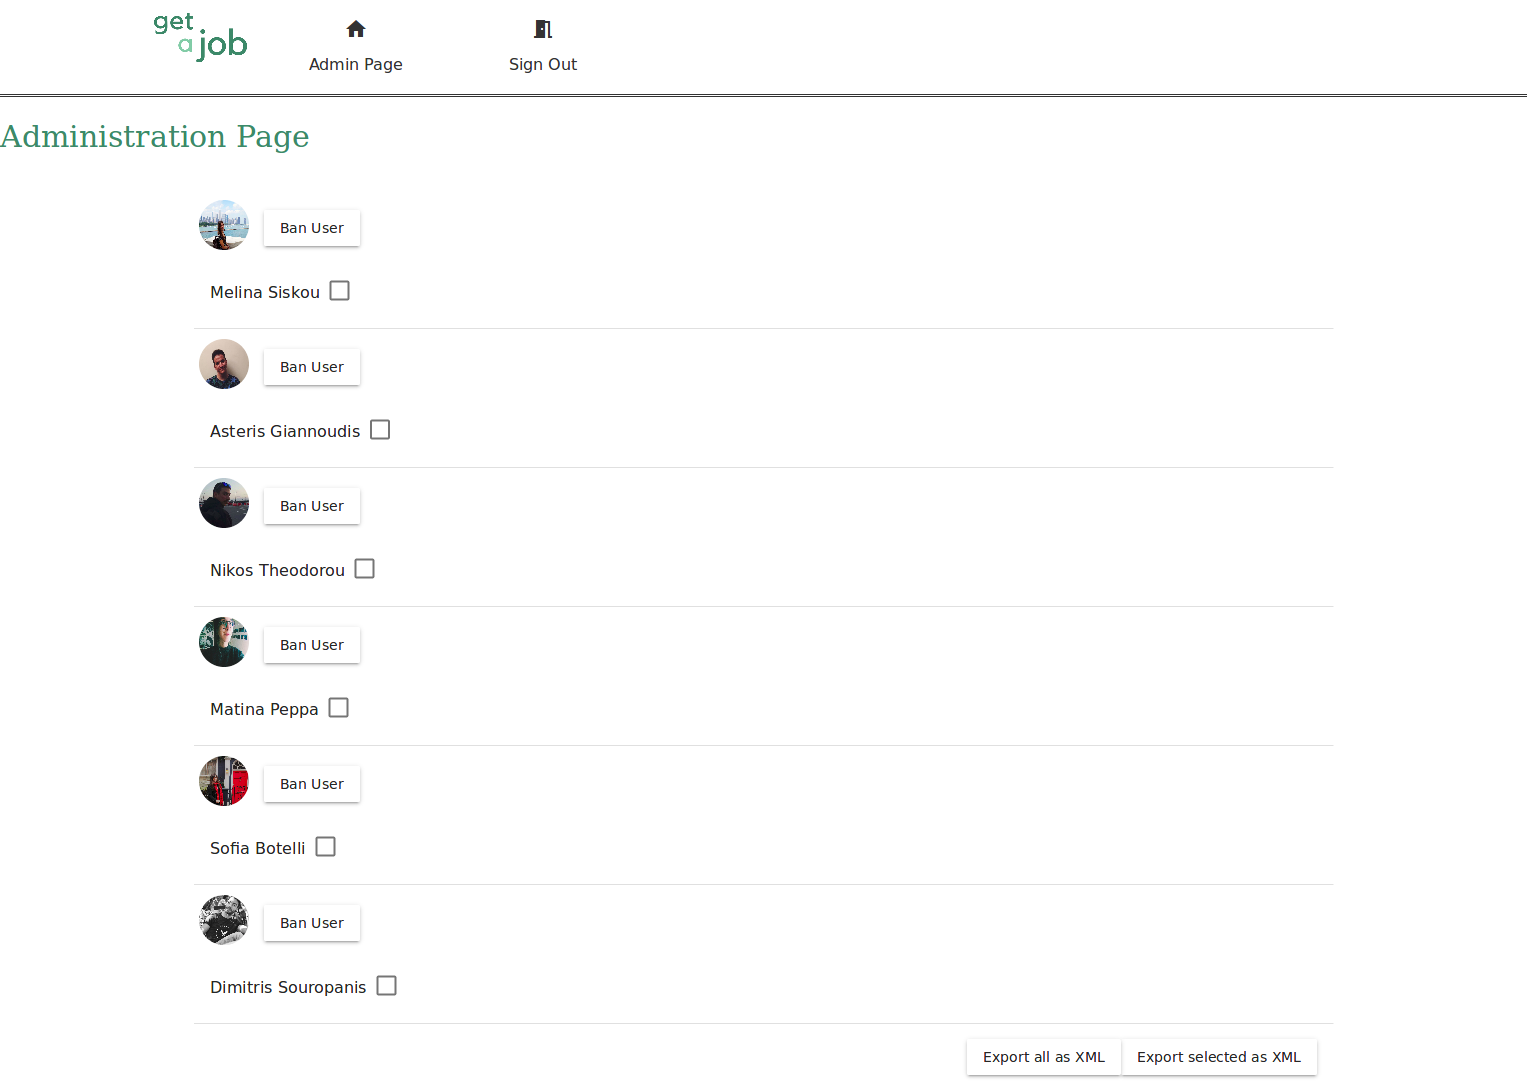 get
a job
Admin Page
Sign Out
Administration Page
Ban User
Melina Siskou
Ban User
Asteris Giannoudis
Ban User
Nikos Theodorou
Ban User
Matina Peppa
Ban User
Sofia Botelli
Ban User
Dimitris Souropanis
Export all as XML
Export selected as XML